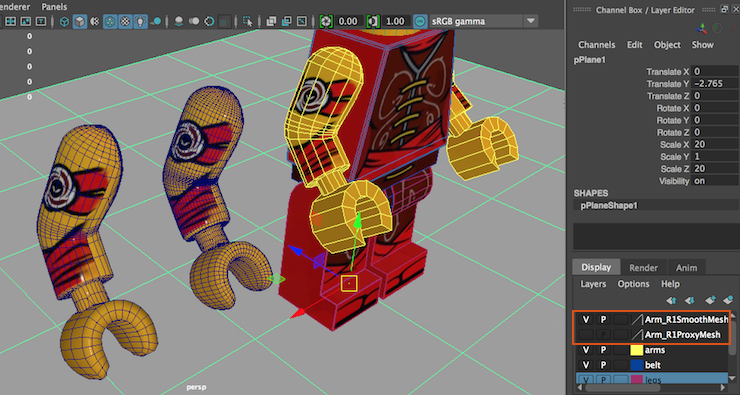 enderer Panels
Channel Box / Layer Editor
0.00 1.00 sRGB gamma
0
0
0
0
0
Channels Edit Object Show
pPlane1
Translate X 0
Translate Y -2.765
Translate Z 0
Rotate X 0
Rotate Y 0
Rotate Z 0
Scale X 20
Scale Y 1
Scale Z 20
Visibility on
SHAPES
pPlaneShape1
Display Render Anim
Layers Options Help
V P Arm_R1SmoothMesh
Arm_R1ProxyMesh
V P arms
V P belt
V P legs
persp